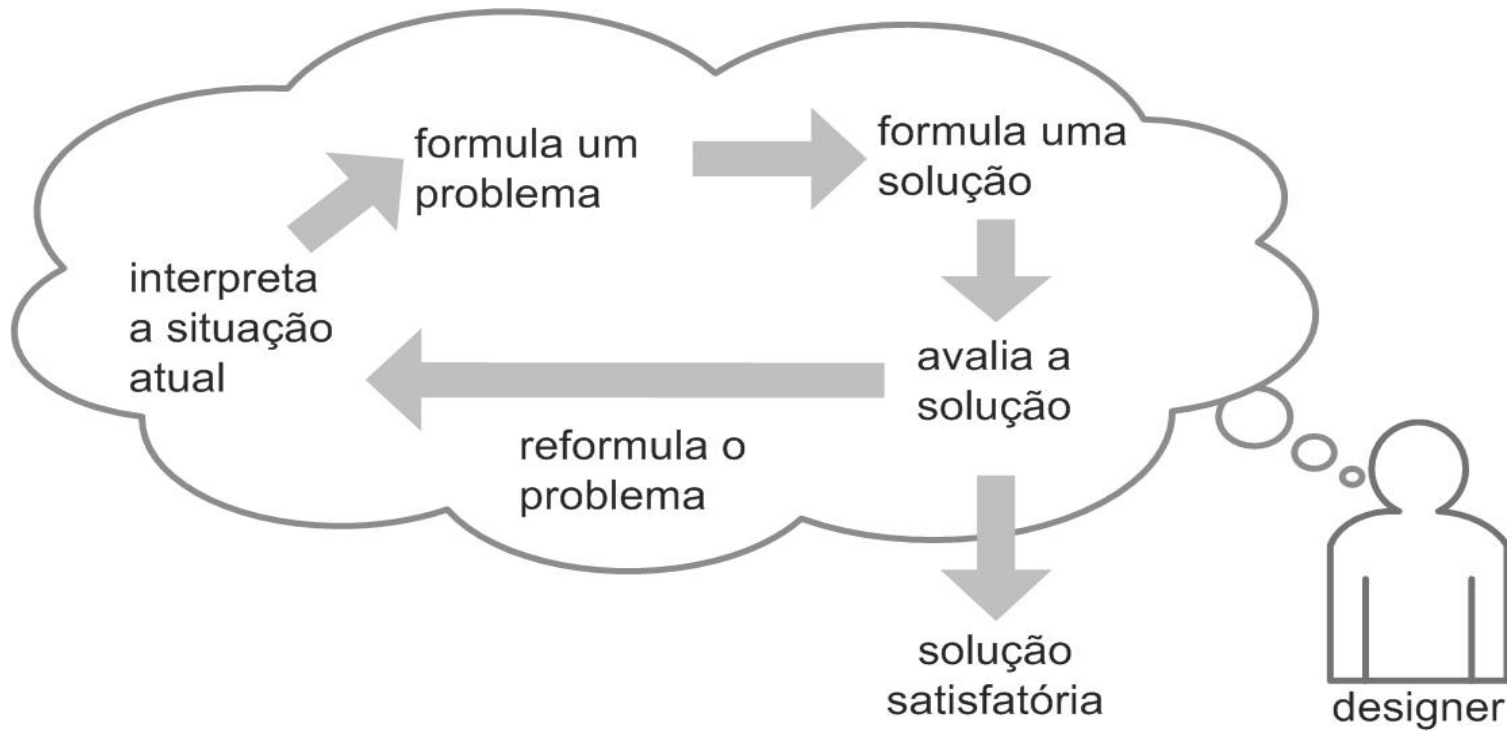 formula um
problema
formula uma
solução
interpreta
a situação
atual
avalia a
solução
reformula o
problema
solução
satisfatória
designer